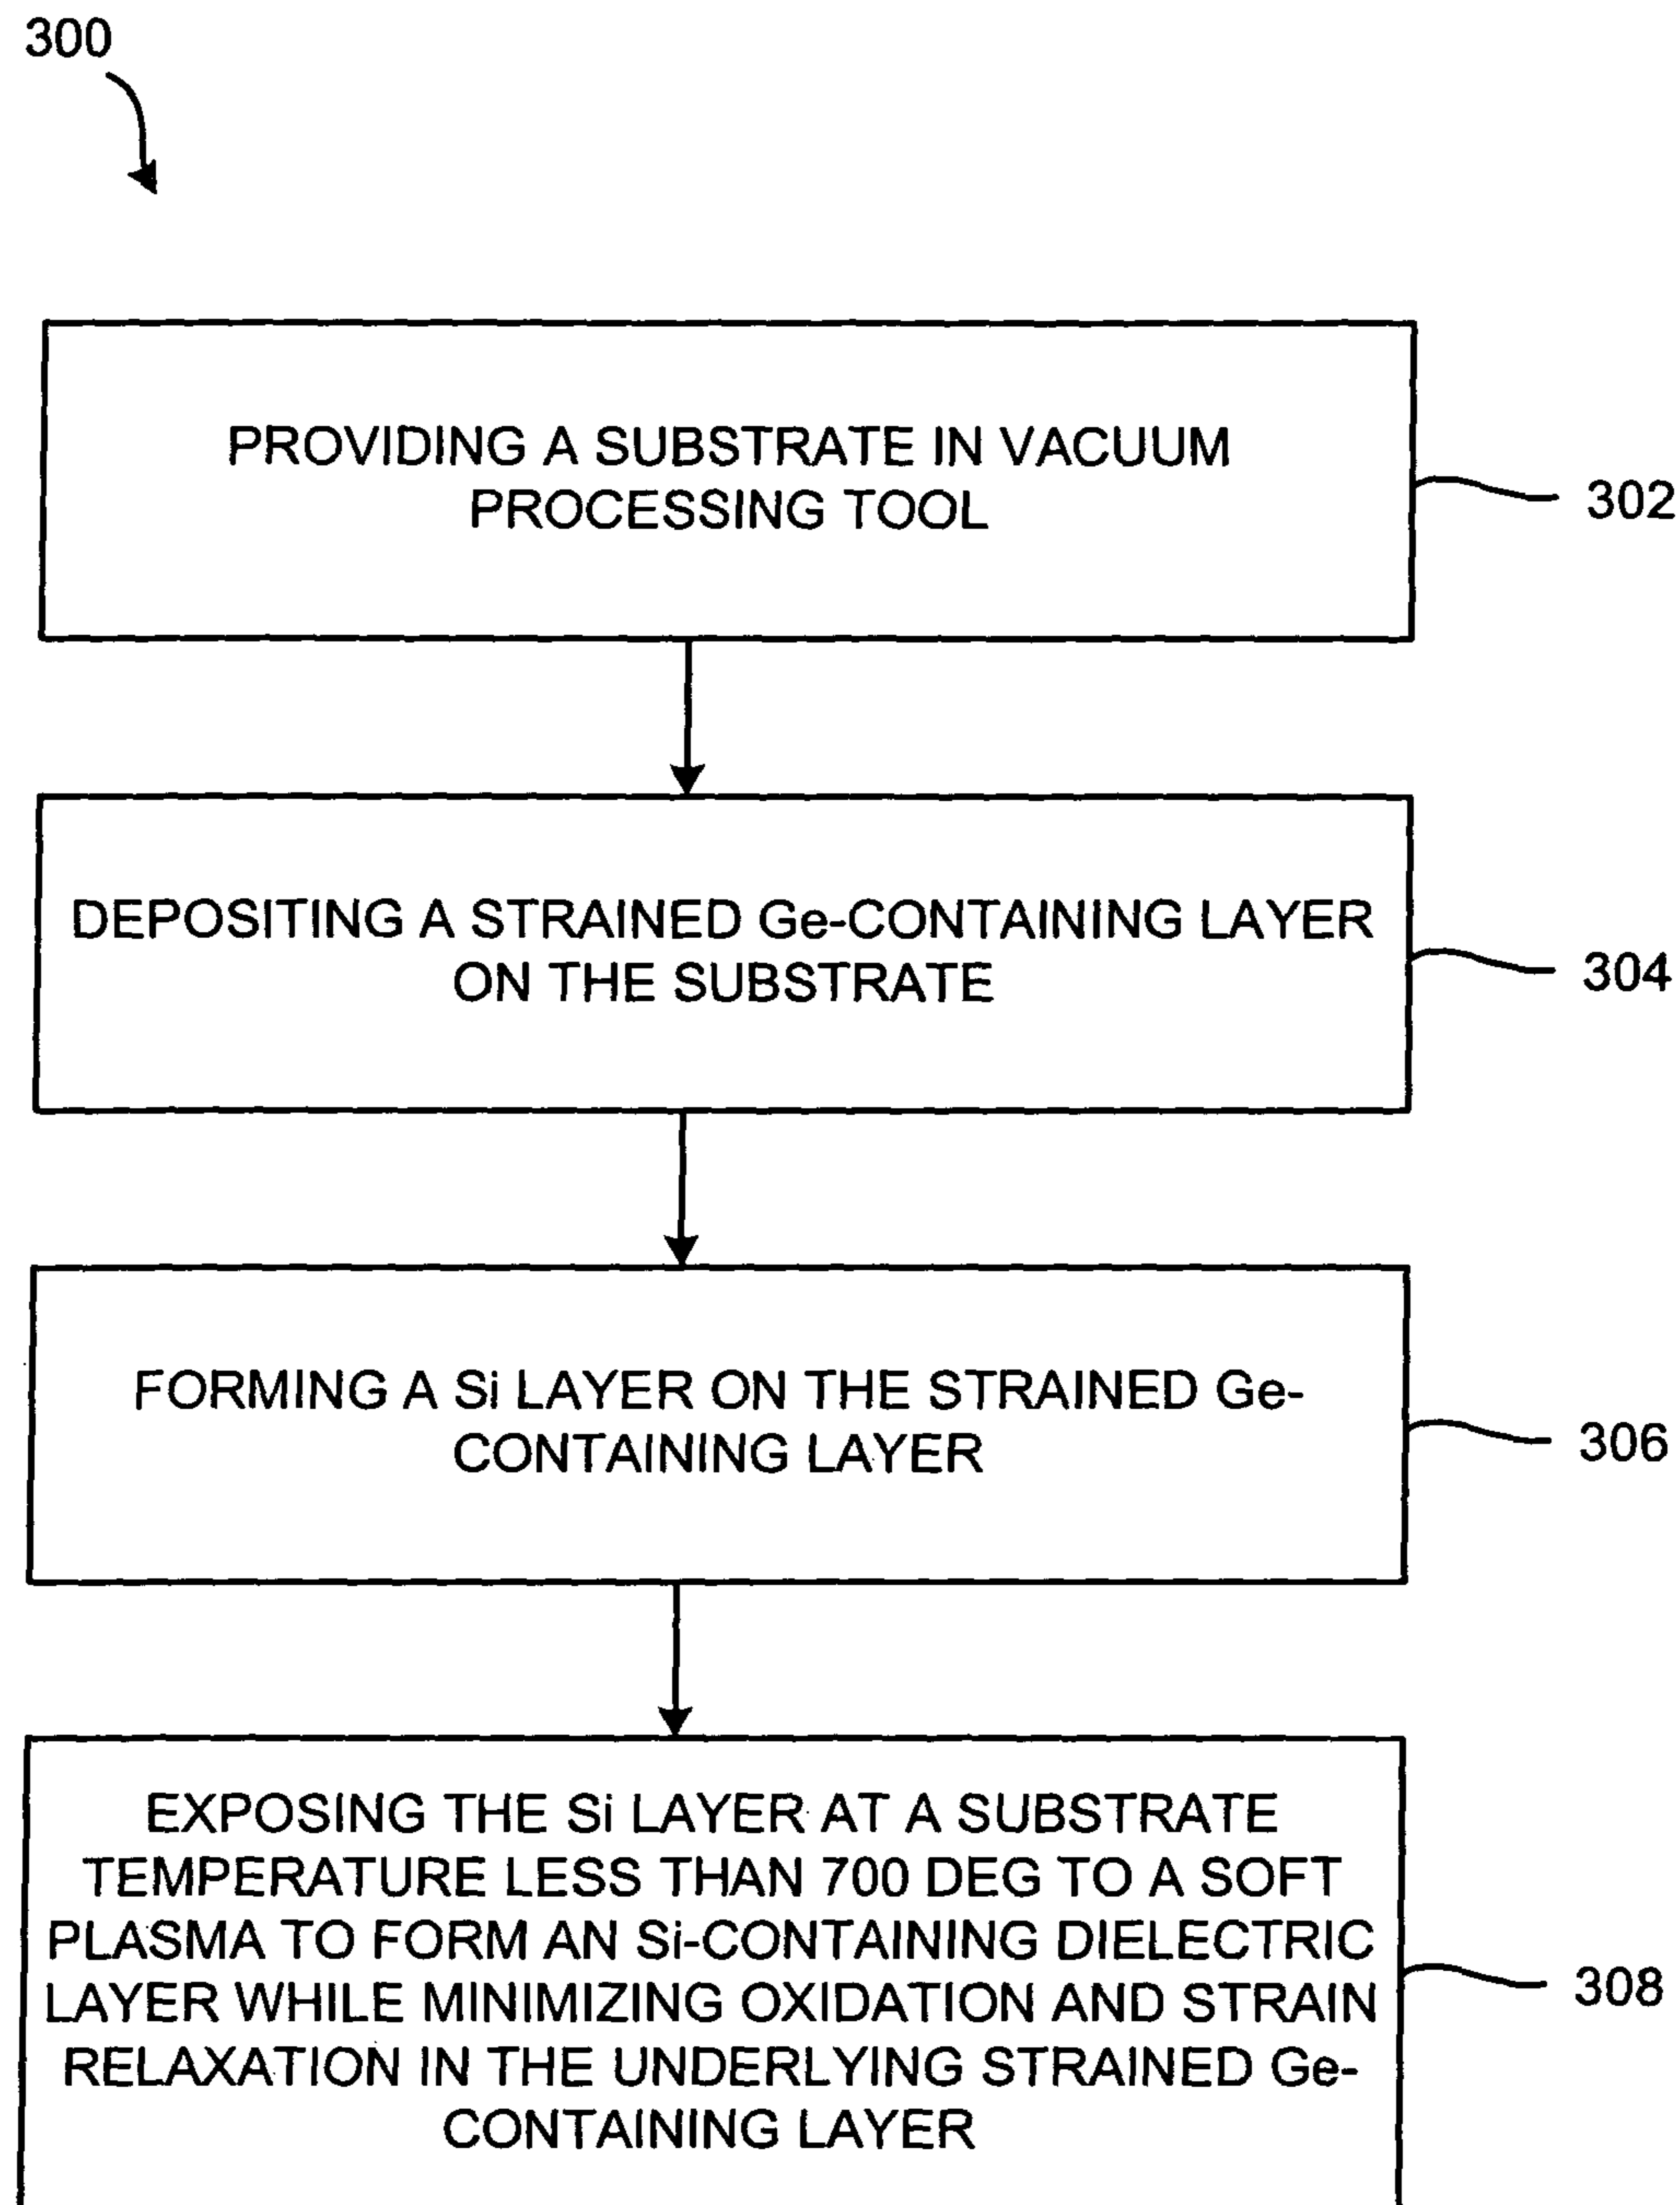 300
PROVIDING A SUBSTRATE IN VACUUM
PROCESSING TOOL
302
DEPOSITING A STRAINED Ge-CONTAINING LAYER
ON THE SUBSTRATE
304
FORMING A Si LAYER ON THE STRAINED Ge-
CONTAINING LAYER
306
EXPOSING THE Si LAYER AT A SUBSTRATE
TEMPERATURE LESS THAN 700 DEG TO A SOFT
PLASMA TO FORM AN Si-CONTAINING DIELECTRIC
LAYER WHILE MINIMIZING OXIDATION AND STRAIN
RELAXATION IN THE UNDERLYING STRAINED Ge-
CONTAINING LAYER
308